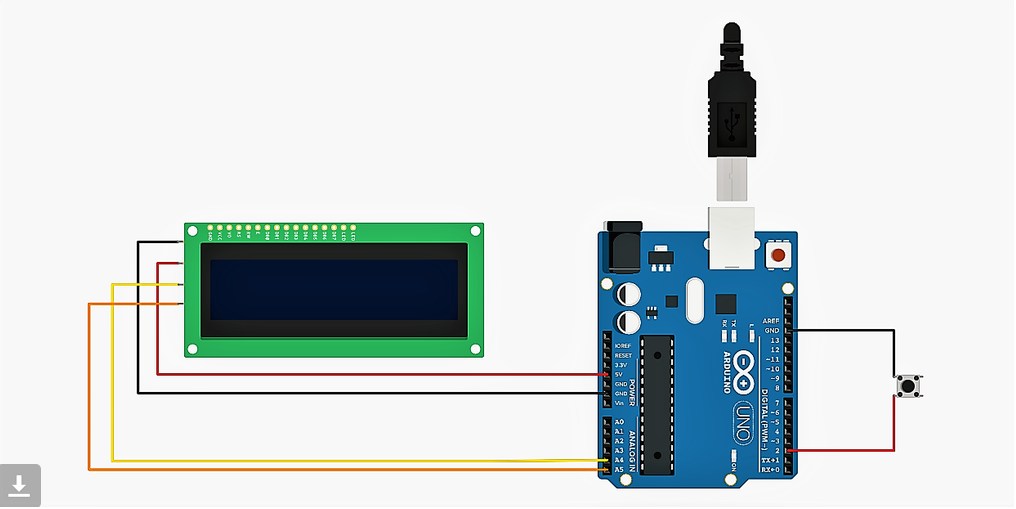 AREF
GND
13
12
~11
~10
~9
8
7
~6
~5
4
~3
2
TX→1
RX←0
DIGITAL (PWM~)
IOREF
RESET
3.3V
5V
GND
GND
Vin
POWER
A0
A1
A2
A3
A4
A5
ANALOG IN
RX
TX
L
ARDUINO
UNO
ON